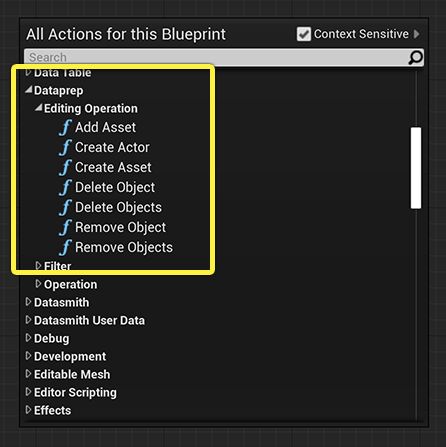 All Actions for this Blueprint
Context Sensitive
Search
Data Table
Dataprep
Editing Operation
f Add Asset
f Create Actor
f Create Asset
f Delete Object
f Delete Objects
f Remove Object
f Remove Objects
Filter
Operation
Datasmith
Datasmith User Data
Debug
Development
Editable Mesh
Editor Scripting
Effects